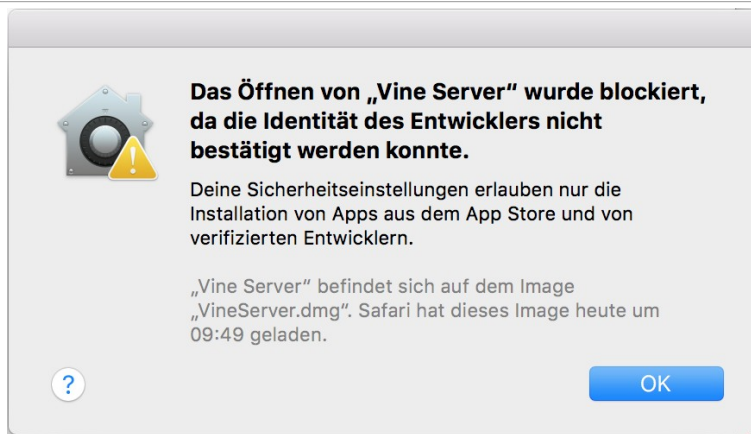 Das Öffnen von „Vine Server“ wurde blockiert,
da die Identität des Entwicklers nicht
bestätigt werden konnte.
Deine Sicherheitseinstellungen erlauben nur die
Installation von Apps aus dem App Store und von
verifizierten Entwicklern.
„Vine Server“ befindet sich auf dem Image
„VineServer.dmg“. Safari hat dieses Image heute um
09:49 geladen.
?
OK